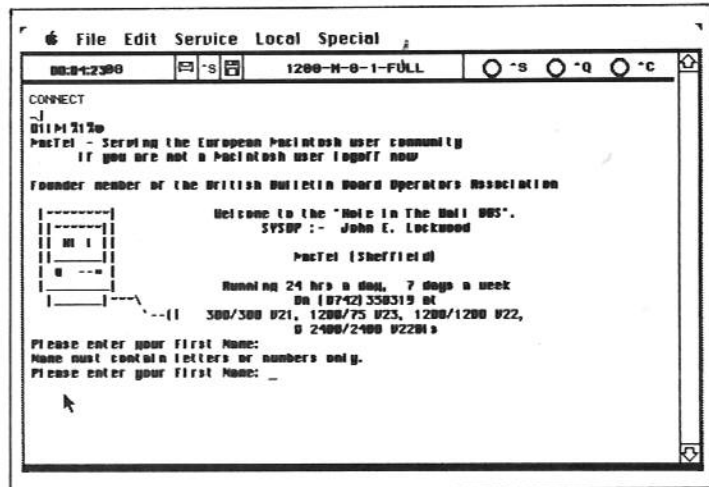 File Edit Service Local Special
00:04:23 ^S 1200-N-8-1-FULL ^S ^Q ^C
CONNECT
MacTel - Serving the European Macintosh user community
If you are not a Macintosh user logoff now
Founder member of the British Bulletin Board Operators Association
Welcome to the "Hole In The Wall BBS".
SYSOP :- John E. Lockwood
HI !
MacTel (Sheffield)
Running 24 hrs a day, 7 days a week
On (0742)350319 at
300/300 V21, 1200/75 V23, 1200/1200 V22,
& 2400/2400 V22Bis
Please enter your First Name:
Name must contain letters or numbers only.
Please enter your First Name: _